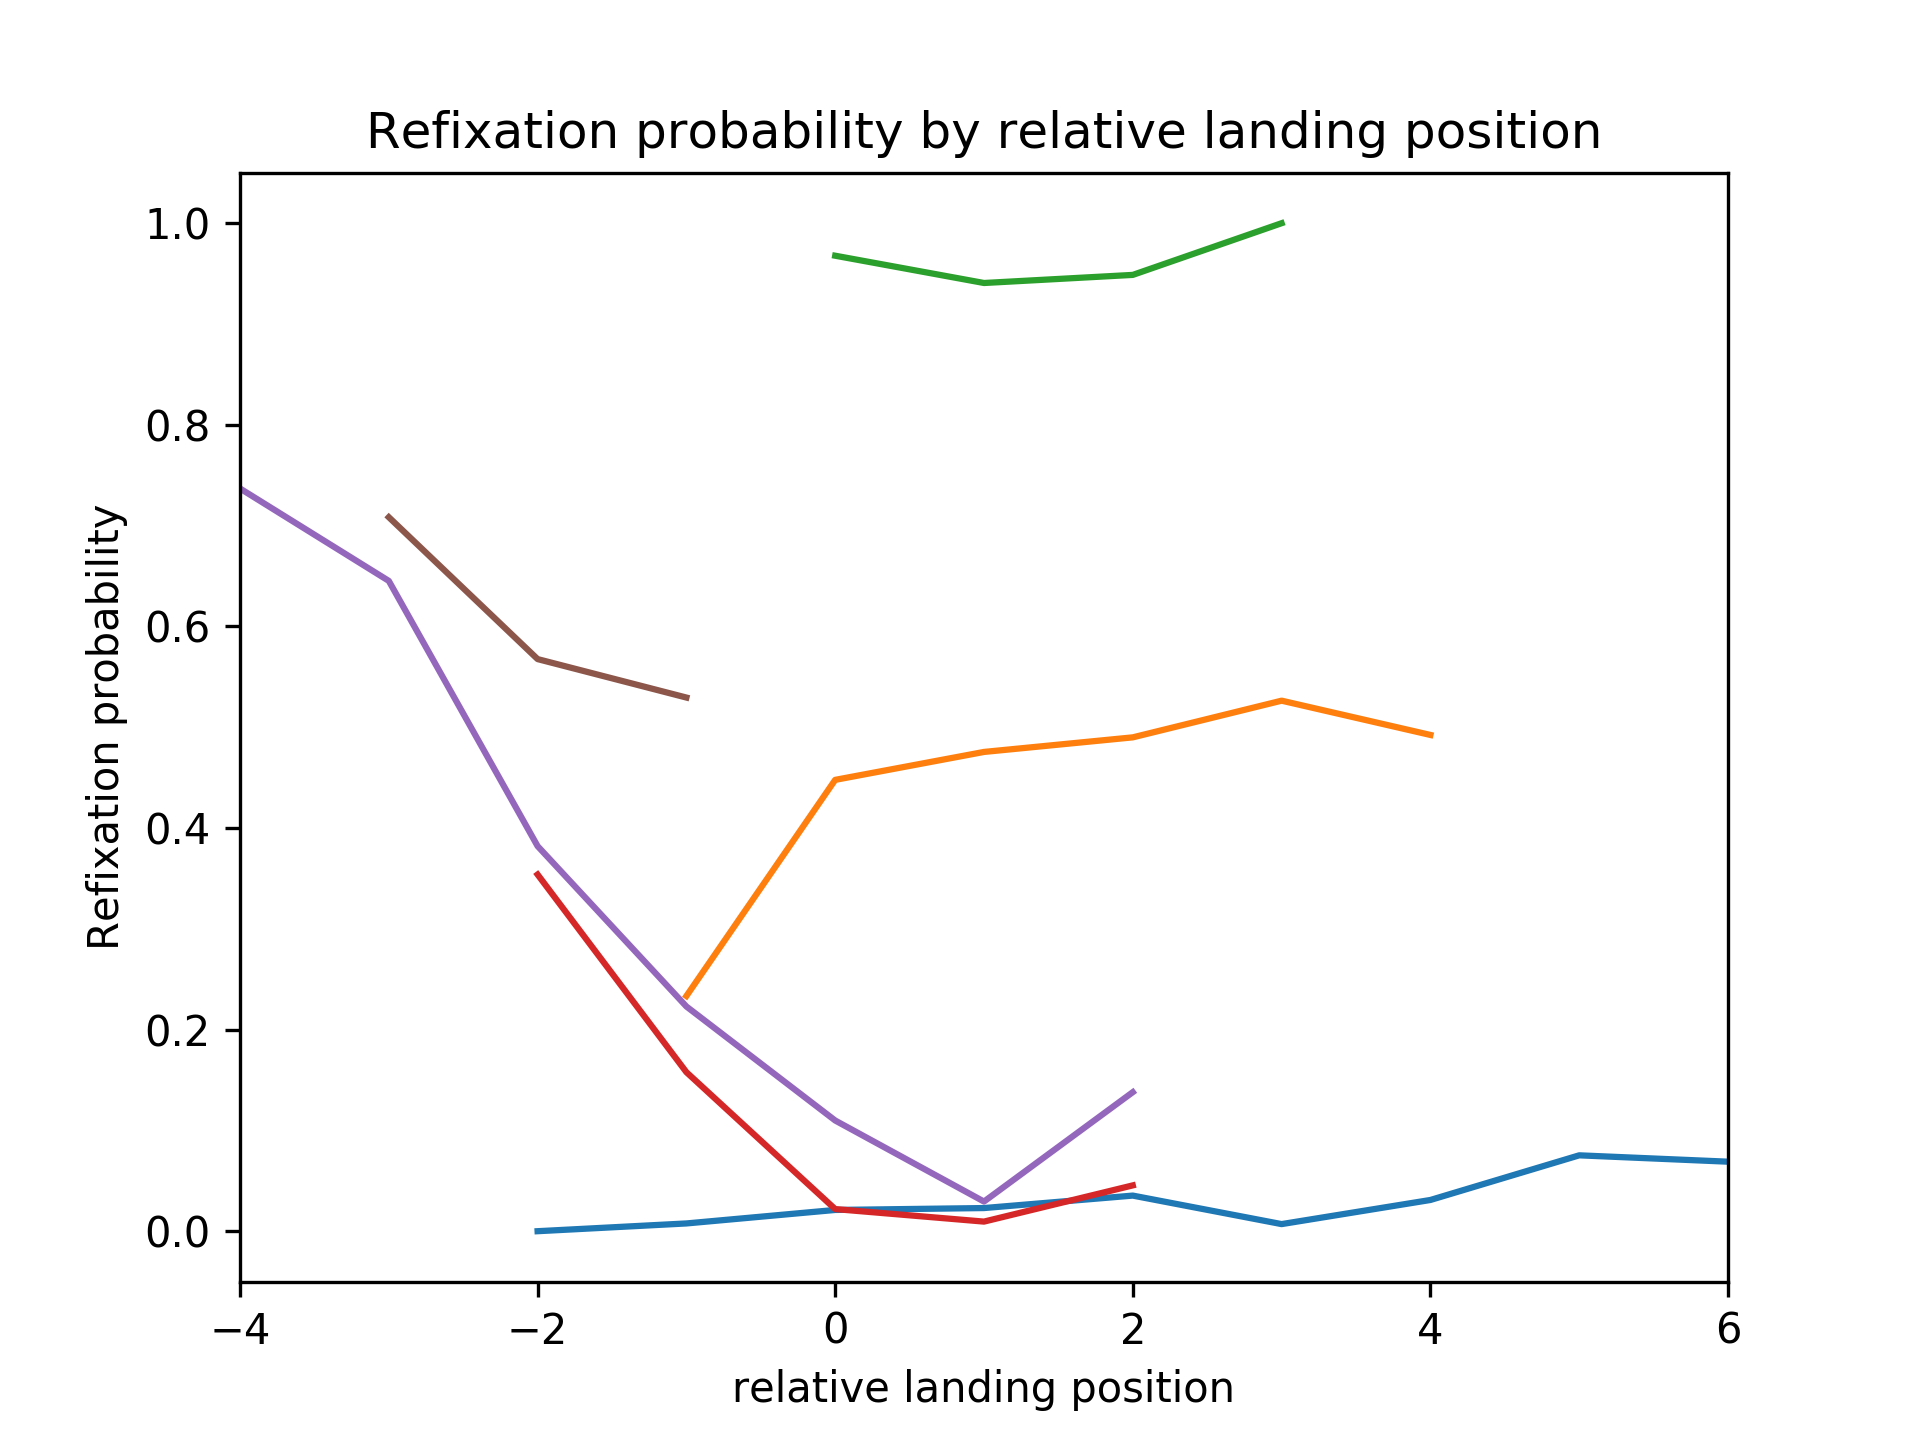 Refixation probability by relative landing position
1.0
0.8
0.6
0.4
0.2
0.0
Refixation probability
−4 −2 0 2 4 6
relative landing position